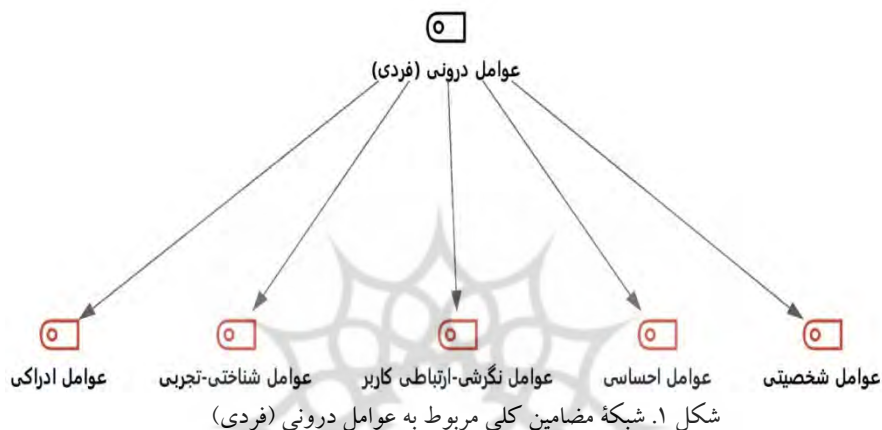 عوامل درونی (فردی)
عوامل شخصیتی
عوامل احساسی
عوامل نگرشی-ارتباطی کاربر
عوامل شناختی-تجربی
عوامل ادراکی
شکل ۱. شبکۀ مضامین کلی مربوط به عوامل درونی (فردی)